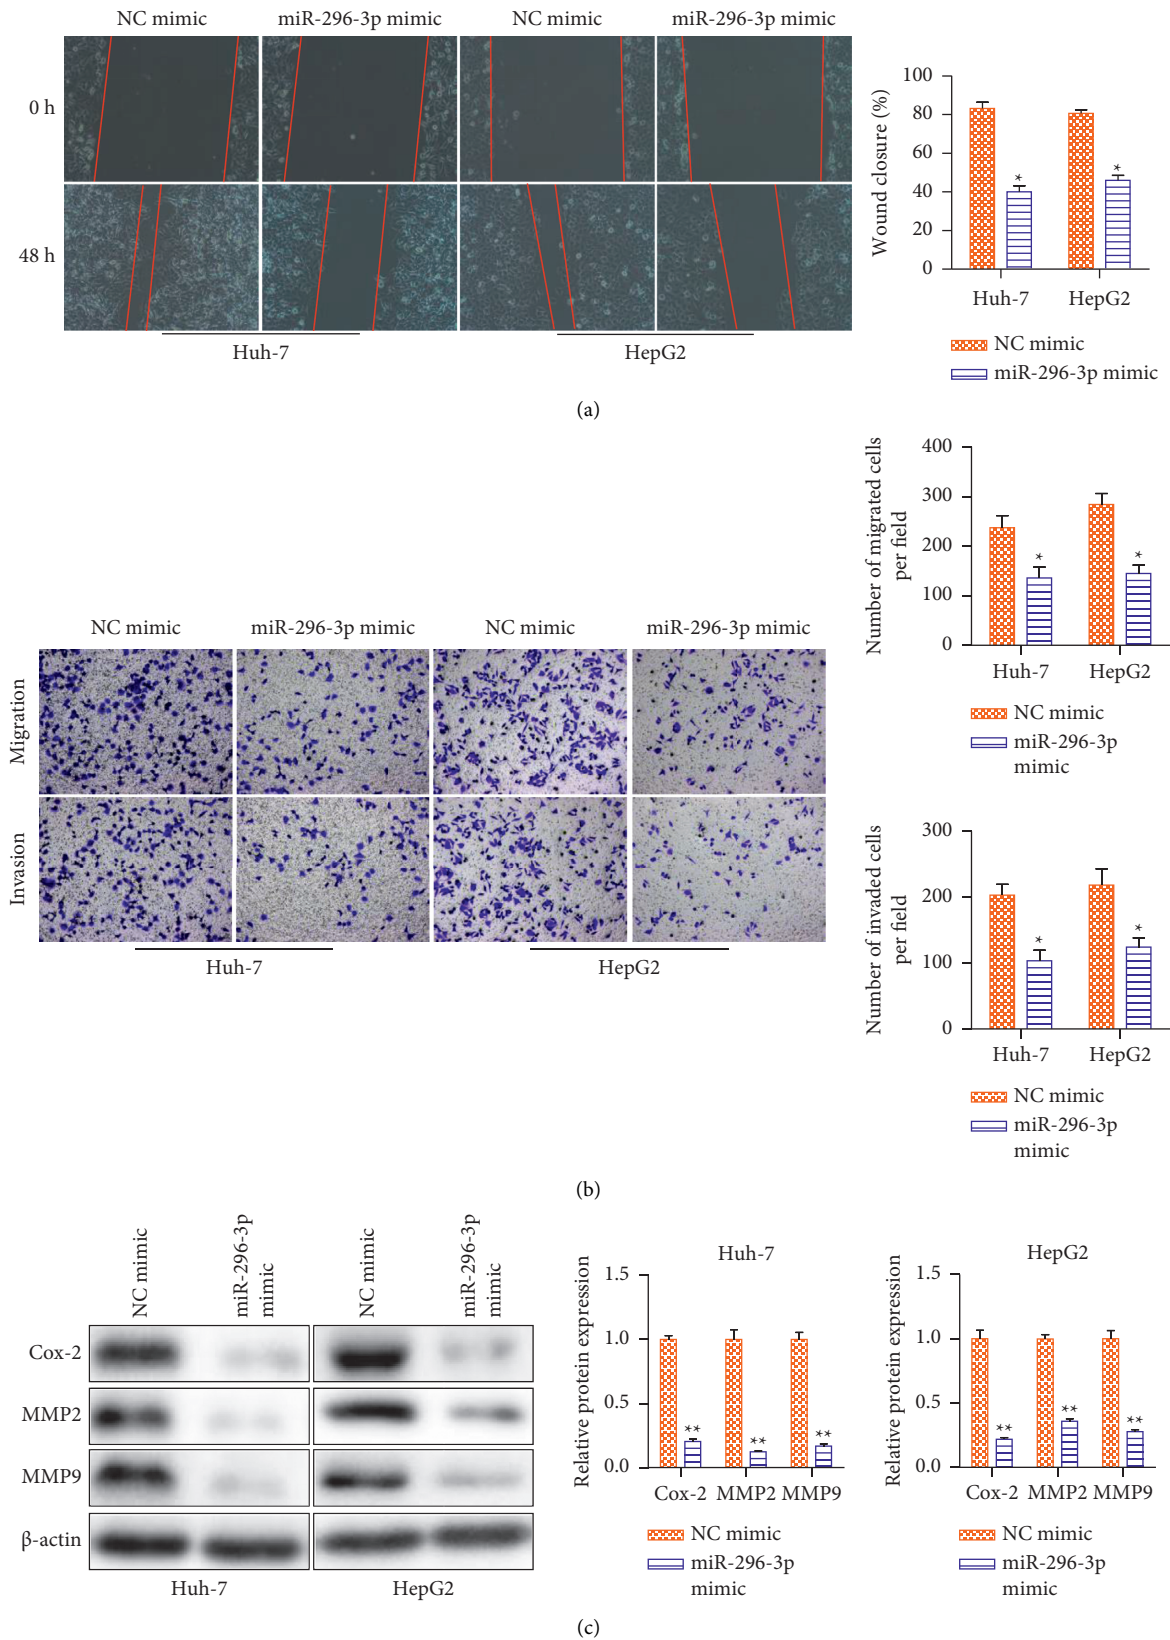 NC mimic miR-296-3p mimic NC mimic miR-296-3p mimic
0 h
48 h
Huh-7 HepG2
Wound closure (%)
100
80
60
40
20
0
*
*
Huh-7 HepG2
NC mimic
miR-296-3p mimic
(a)
NC mimic miR-296-3p mimic NC mimic miR-296-3p mimic
Migration
Invasion
Huh-7 HepG2
Number of migrated cells
per field
400
300
200
100
0
*
*
Huh-7 HepG2
NC mimic
miR-296-3p
mimic
Number of invaded cells
per field
300
200
100
0
*
*
Huh-7 HepG2
NC mimic
miR-296-3p
mimic
(b)
NC mimic
miR-296-3p
mimic
NC mimic
miR-296-3p
mimic
Cox-2
MMP2
MMP9
β-actin
Huh-7 HepG2
Huh-7
Relative protein expression
1.5
1.0
0.5
0.0
**
**
**
Cox-2 MMP2 MMP9
NC mimic
miR-296-3p
mimic
HepG2
Relative protein expression
1.5
1.0
0.5
0.0
**
**
**
Cox-2 MMP2 MMP9
NC mimic
miR-296-3p
mimic
(c)